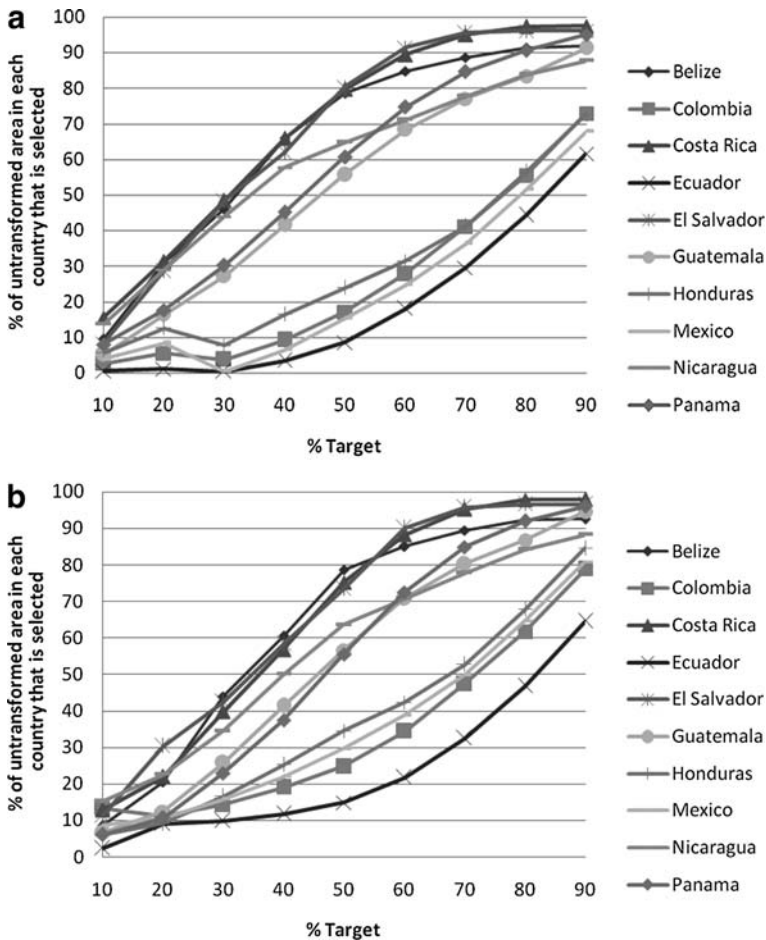 a
% of untransformed area in each
country that is selected
100
90
80
70
60
50
40
30
20
10
0
10 20 30 40 50 60 70 80 90
% Target
Belize
Colombia
Costa Rica
Ecuador
El Salvador
Guatemala
Honduras
Mexico
Nicaragua
Panama
b
% of untransformed area in each
country that is selected
100
90
80
70
60
50
40
30
20
10
0
10 20 30 40 50 60 70 80 90
% Target
Belize
Colombia
Costa Rica
Ecuador
El Salvador
Guatemala
Honduras
Mexico
Nicaragua
Panama